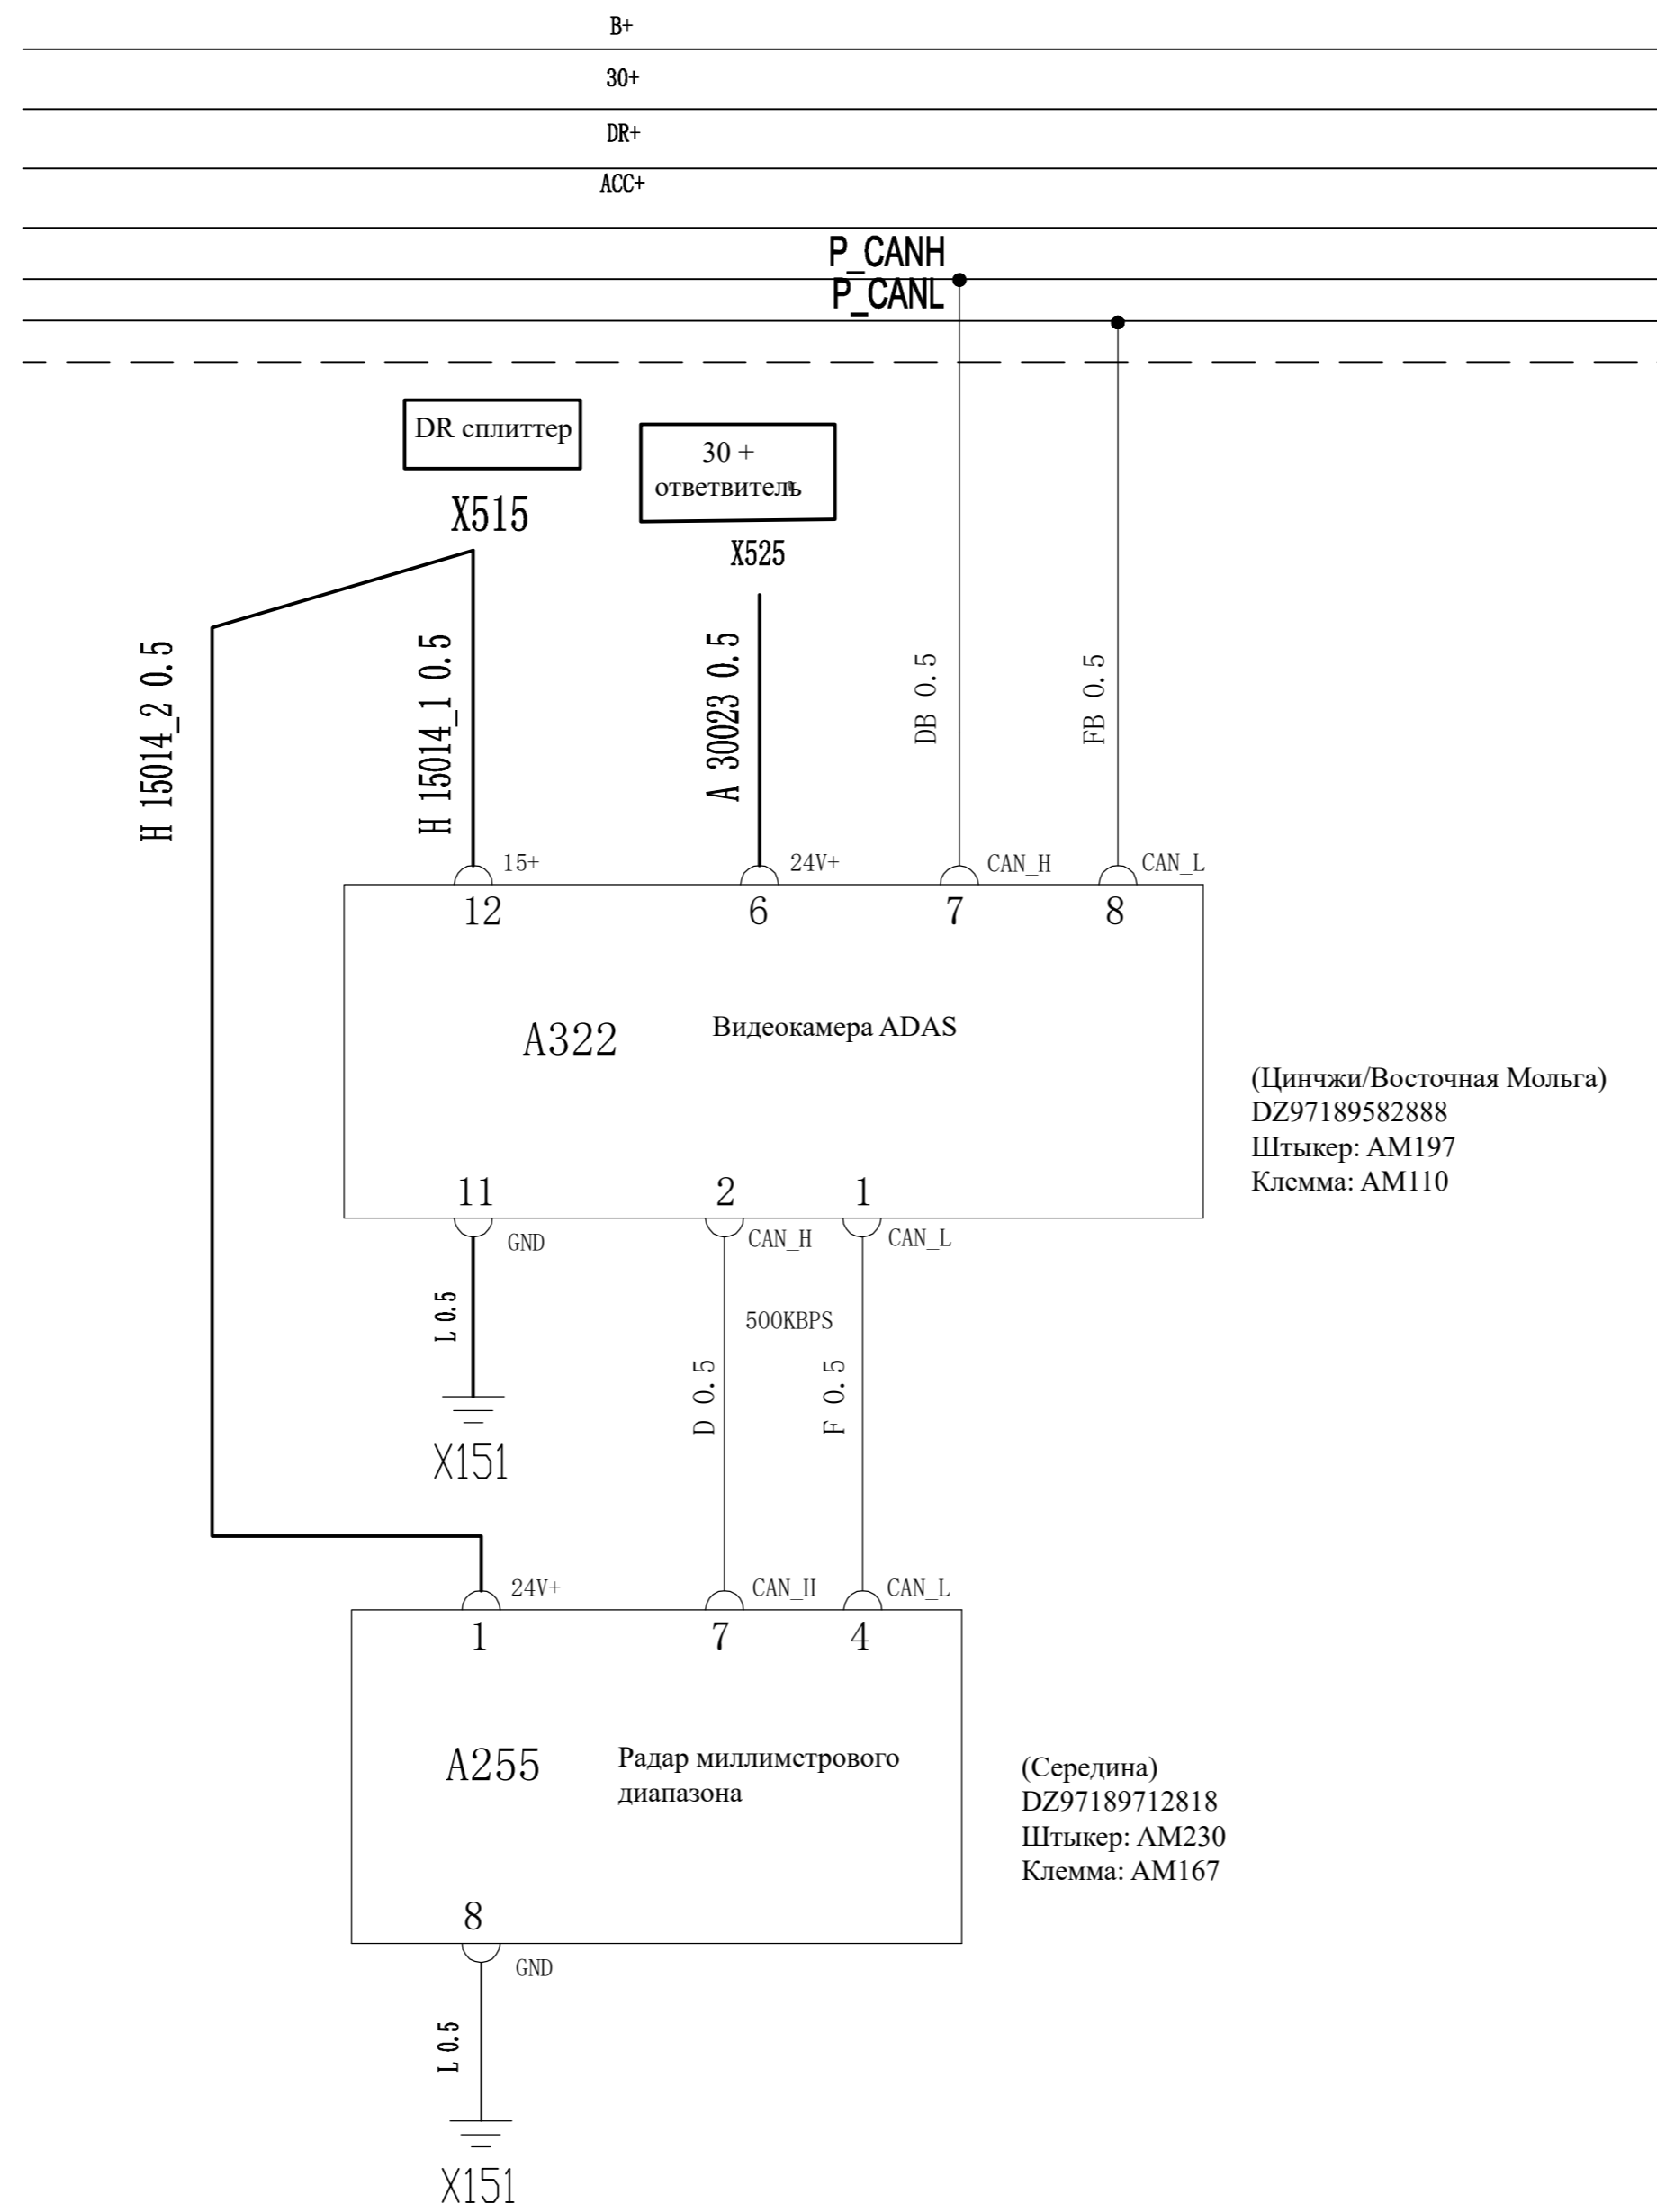 B+
30+
DR+
ACC+
P_CANH
P_CANL
DR сплиттер
30 +
ответвитель
X515
X525
H 15014_2 0.5
H 15014_1 0.5
A 30023 0.5
DB 0.5
FB 0.5
15+
24V+
CAN_H
CAN_L
12
6
7
8
A322
Видеокамера ADAS
(Цинчжи/Восточная Мольга)
DZ97189582888
Штыкер: AM197
Клемма: AM110
11
2
1
GND
CAN_H
CAN_L
L 0.5
500KBPS
D 0.5
F 0.5
X151
24V+
CAN_H
CAN_L
1
7
4
A255
Радар миллиметрового
диапазона
(Середина)
DZ97189712818
Штыкер: AM230
Клемма: AM167
8
GND
L 0.5
X151